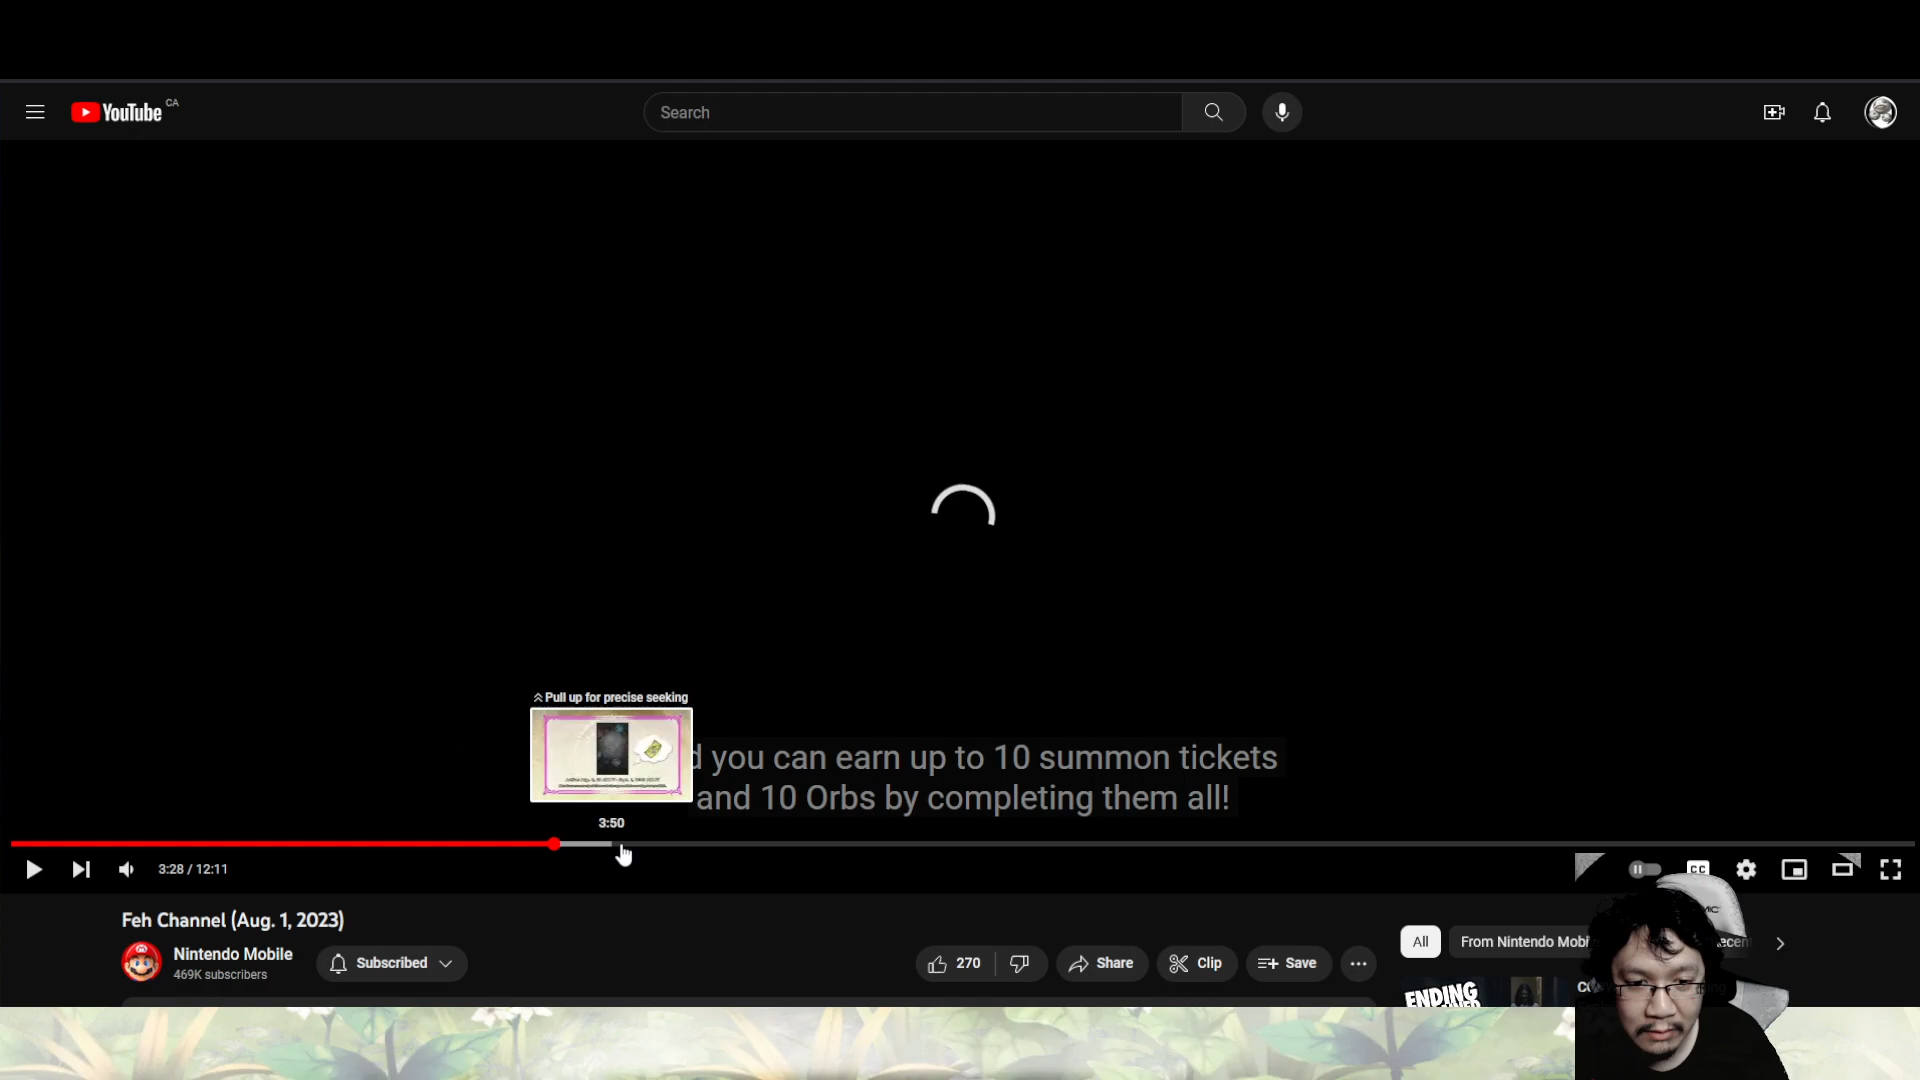 YouTube CA
Search
Pull up for precise seeking
you can earn up to 10 summon tickets
and 10 Orbs by completing them all!
3:50
3:28 / 12:11
CC
Feh Channel (Aug. 1, 2023)
Nintendo Mobile
469K subscribers
Subscribed
270
Share
Clip
Save
All
From Nintendo Mobi
ENDING